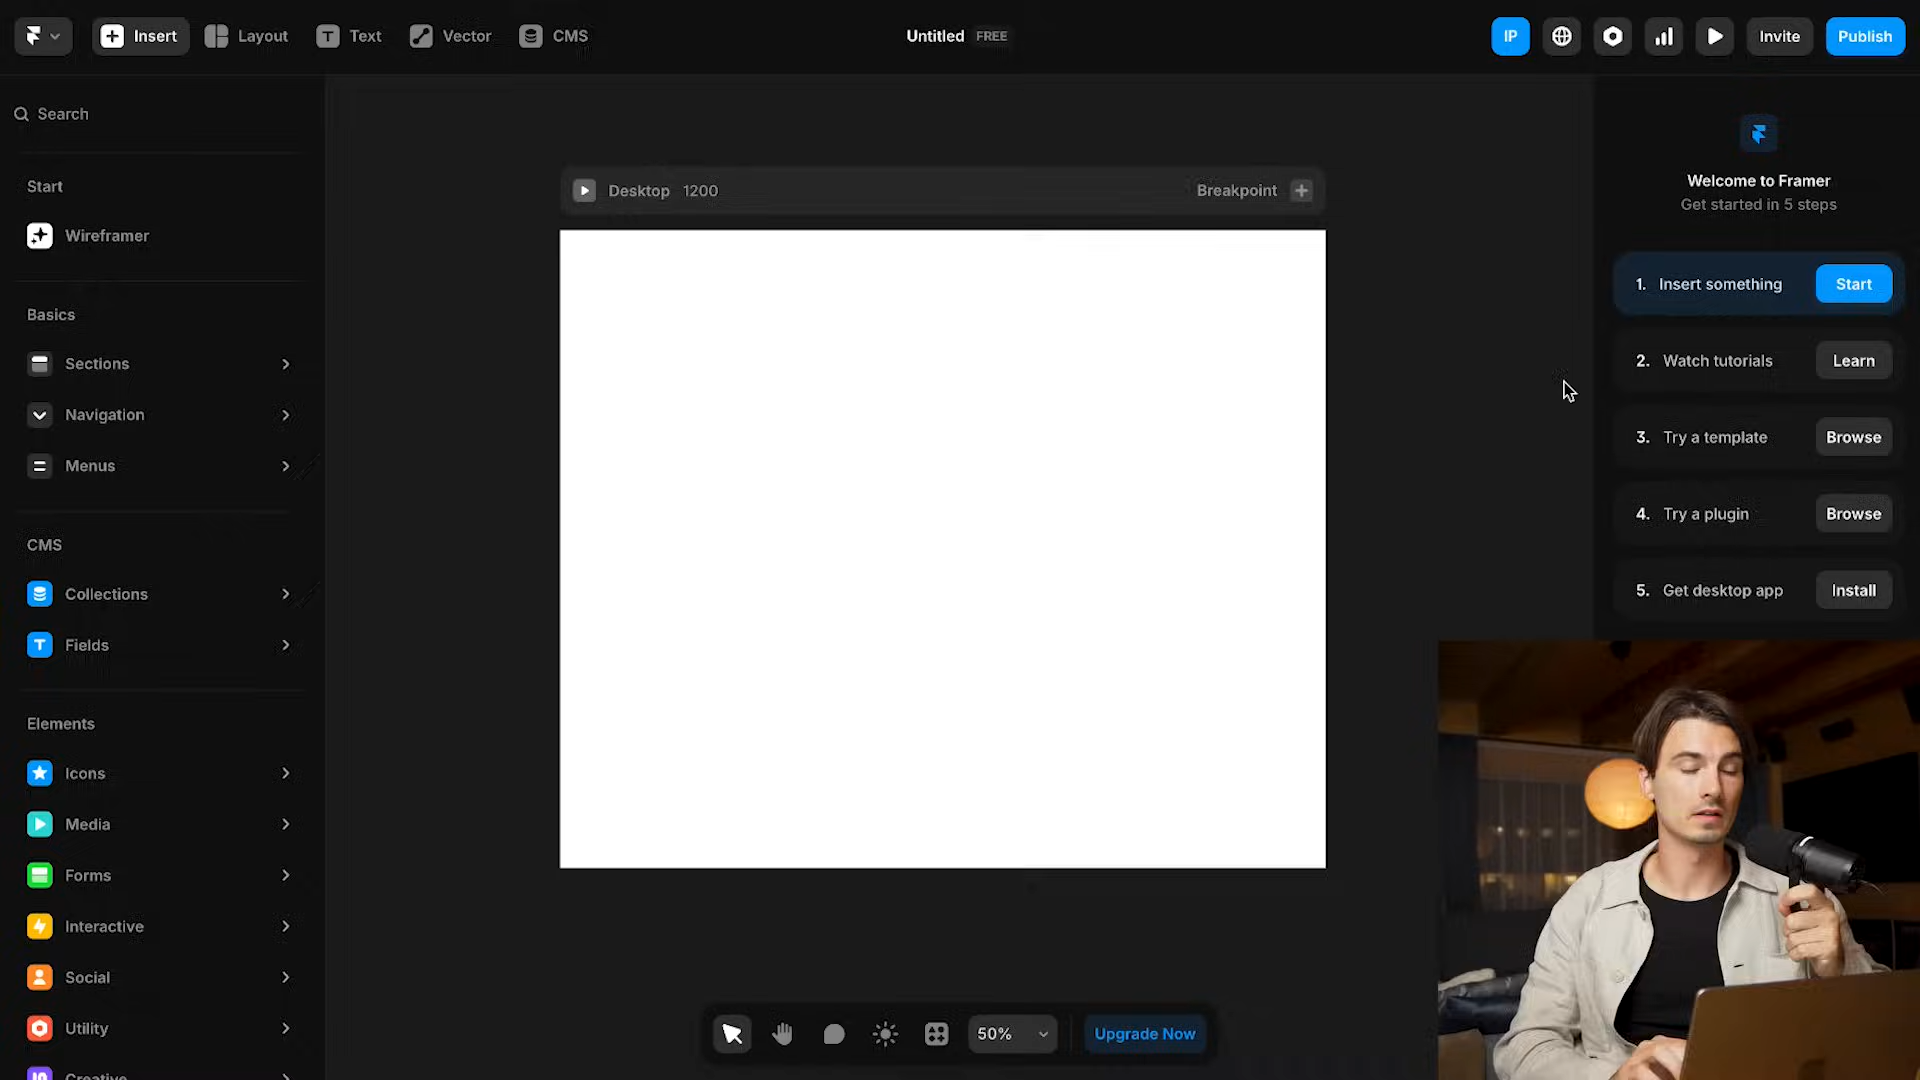 Insert
Layout
Text
Vector
CMS
Untitled FREE
IP
Invite
Publish
Search
Start
Wireframer
Basics
Sections
Navigation
Menus
CMS
Collections
Fields
Elements
Icons
Media
Forms
Interactive
Social
Utility
Creative
Desktop 1200
Breakpoint
50%
Upgrade Now
Welcome to Framer
Get started in 5 steps
1. Insert something Start
2. Watch tutorials Learn
3. Try a template Browse
4. Try a plugin Browse
5. Get desktop app Install